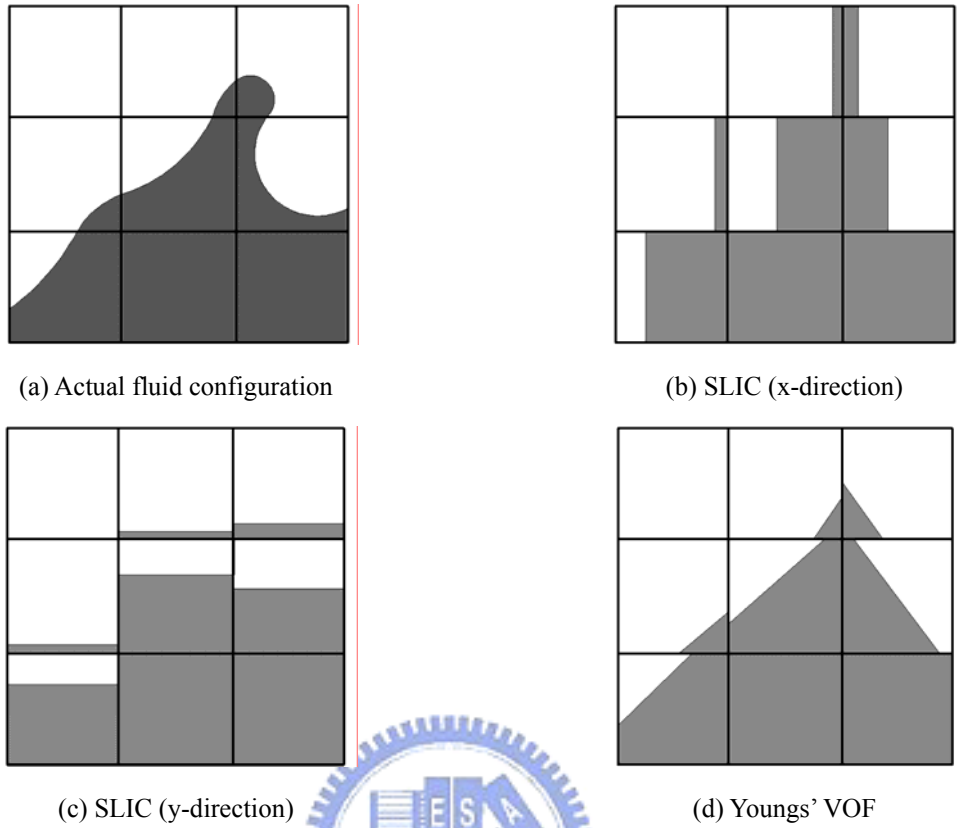 (a) Actual fluid configuration
(b) SLIC (x-direction)
(c) SLIC (y-direction)
(d) Youngs’ VOF
E S